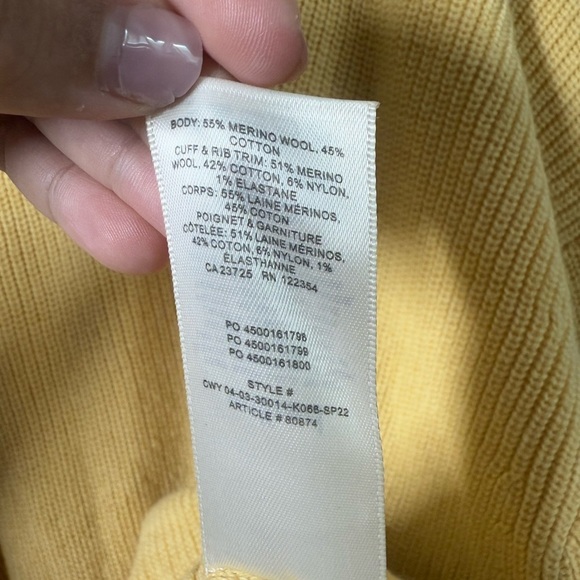 BODY: 55% MERINO WOOL, 45%
COTTON
CUFF & RIB TRIM: 51% MERINO
WOOL, 42% COTTON, 6% NYLON,
1% ELASTANE
CORPS: 55% LAINE MÉRINOS,
45% COTON
POIGNET & GARNITURE
CÔTELÉE: 51% LAINE MÉRINOS,
42% COTON, 6% NYLON, 1%
ÉLASTHANNE
CA 23725 RN 122354
PO 4500161798
PO 4500161799
PO 4500161800
STYLE #
CWY 04-03-30014-K066-SP22
ARTICLE # 80874